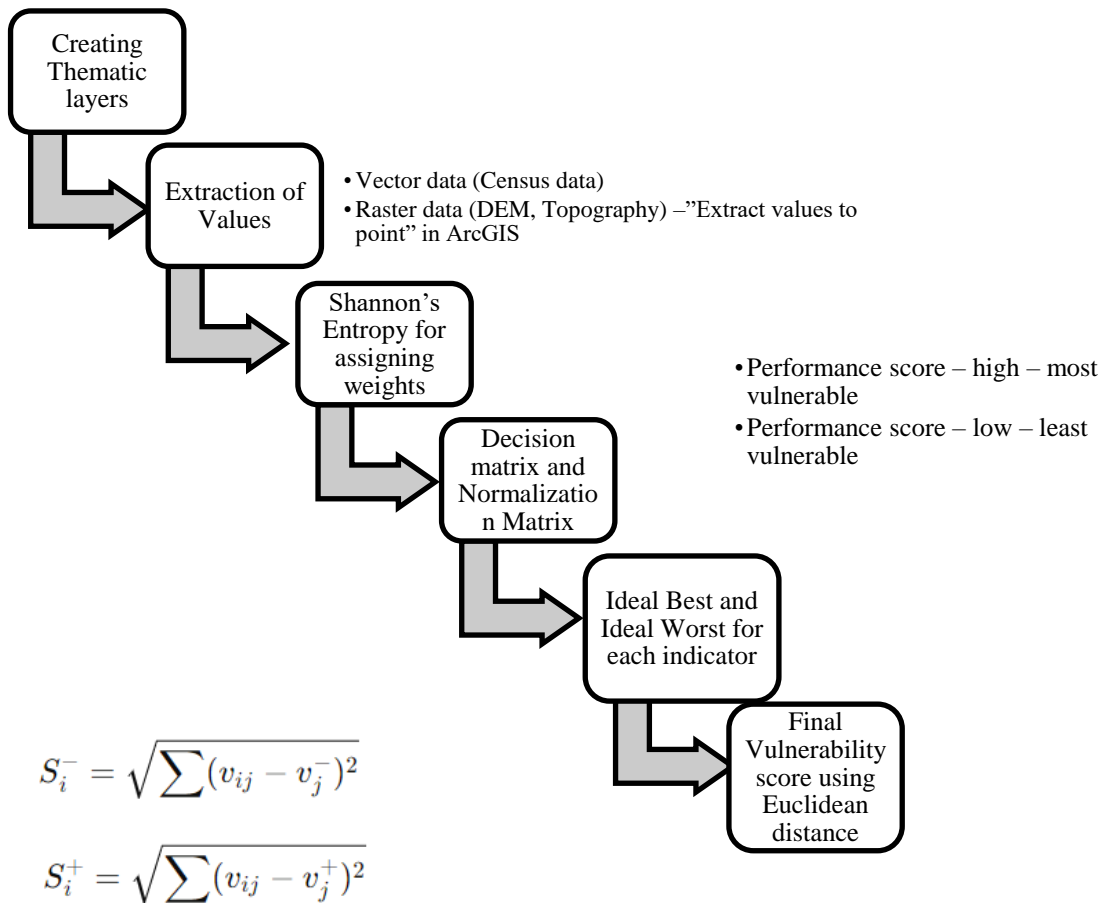 Creating
Thematic
layers
Extraction of
Values
• Vector data (Census data)
• Raster data (DEM, Topography) –”Extract values to
point” in ArcGIS
Shannon’s
Entropy for
assigning
weights
• Performance score – high – most
vulnerable
• Performance score – low – least
vulnerable
Decision
matrix and
Normalizatio
n Matrix
Ideal Best and
Ideal Worst for
each indicator
Final
Vulnerability
score using
Euclidean
distance
$S_i^- = \sqrt{\sum (v_{ij} - v_j^-)^2}$
$S_i^+ = \sqrt{\sum (v_{ij} - v_j^+)^2}$